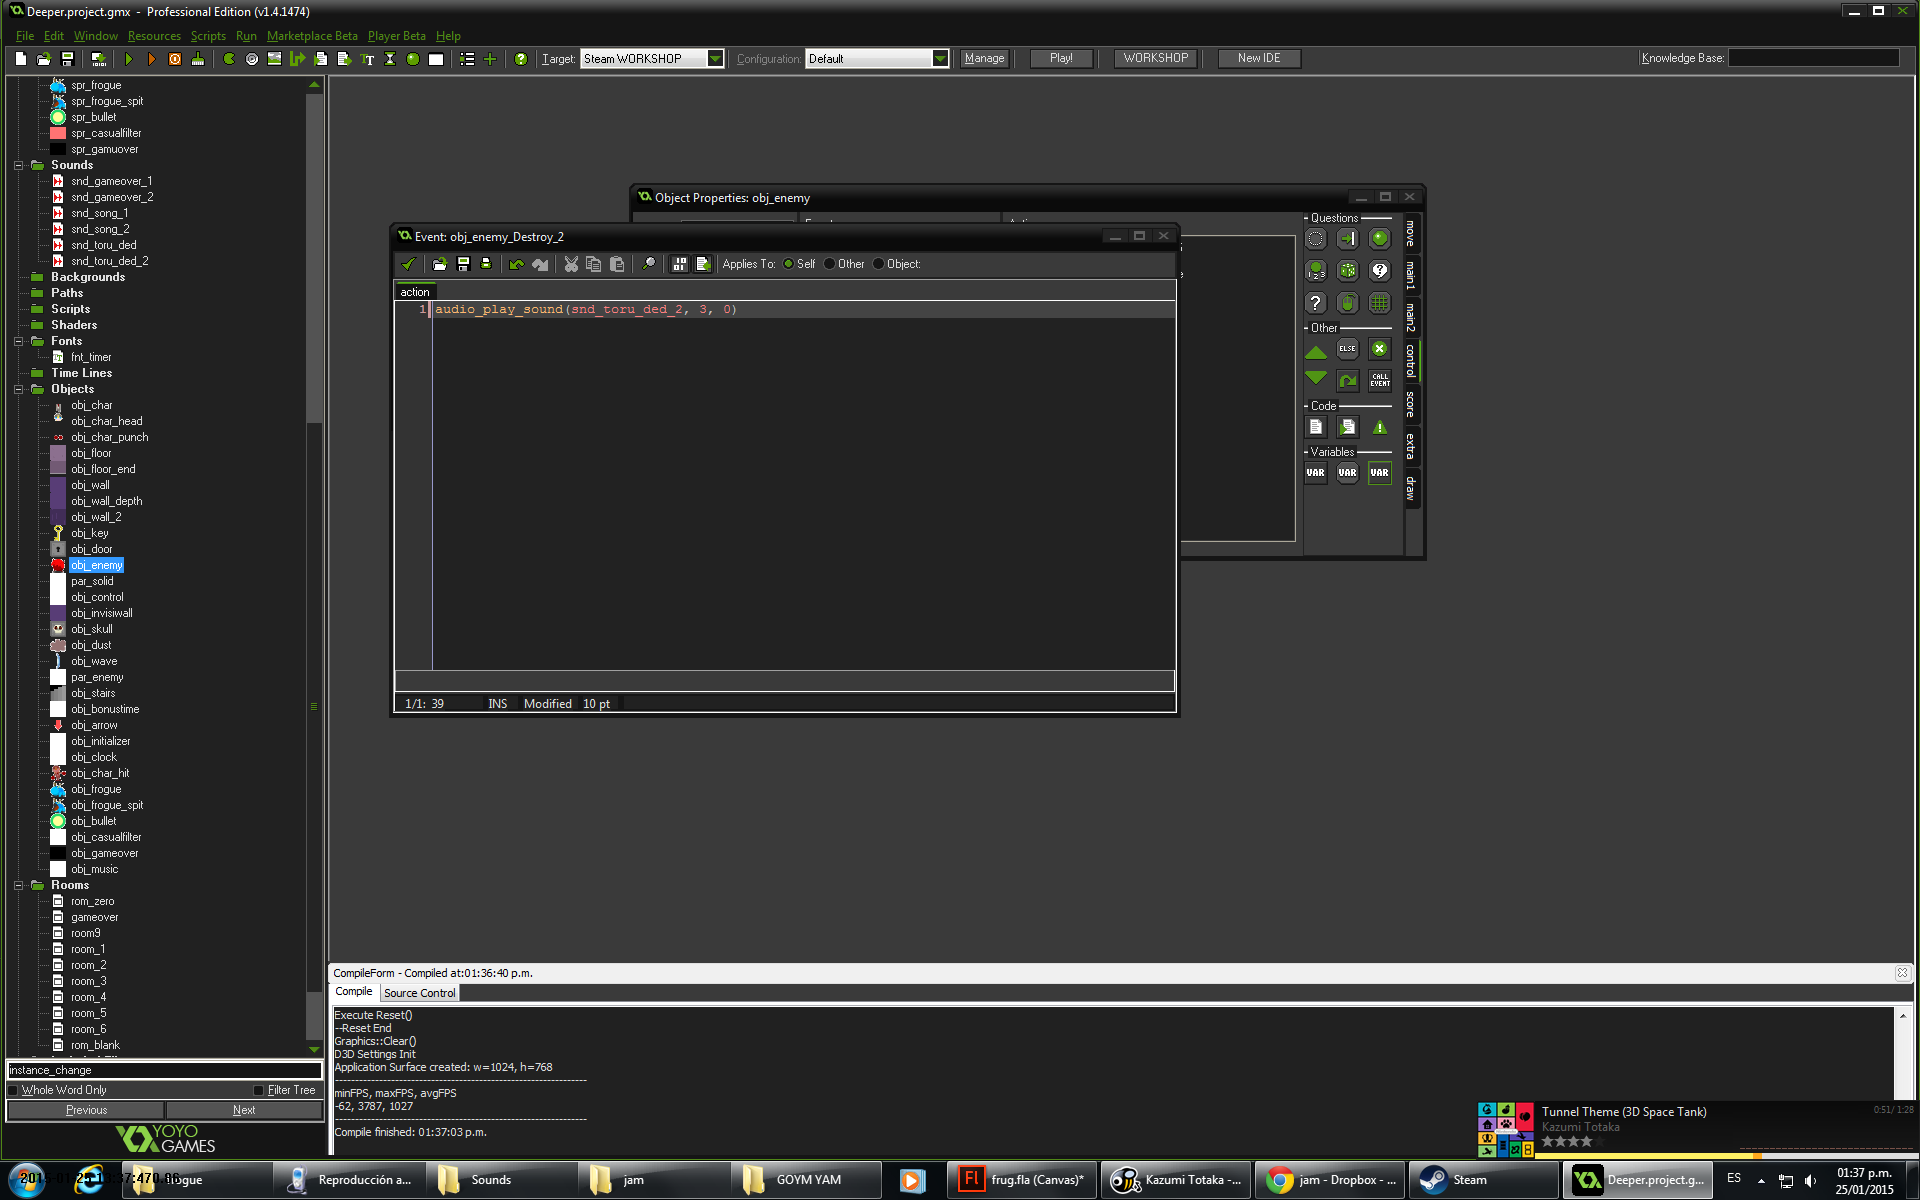 Deeper.project.gmx - Professional Edition (v1.4.1474)
File Edit Window Resources Scripts Run Marketplace Beta Player Beta Help
Target: Steam WORKSHOP Configuration: Default Manage Play! WORKSHOP New IDE Knowledge Base:
spr_frogue
spr_frogue_spit
spr_bullet
spr_casualfilter
spr_gamuover
Sounds
snd_gameover_1
snd_gameover_2
snd_song_1
snd_song_2
snd_toru_ded
snd_toru_ded_2
Backgrounds
Paths
Scripts
Shaders
Fonts
fnt_timer
Time Lines
Objects
obj_char
obj_char_head
obj_char_punch
obj_floor
obj_floor_end
obj_wall
obj_wall_depth
obj_wall_2
obj_key
obj_door
obj_enemy
par_solid
obj_control
obj_invisiwall
obj_skull
obj_dust
obj_wave
par_enemy
obj_stairs
obj_bonustime
obj_arrow
obj_initializer
obj_clock
obj_char_hit
obj_frogue
obj_frogue_spit
obj_bullet
obj_casualfilter
obj_gameover
obj_music
Rooms
rom_zero
gameover
room9
room_1
room_2
room_3
room_4
room_5
room_6
rom_blank
instance_change
Whole Word Only Filter Tree
Previous Next
YOYO
GAMES
Object Properties: obj_enemy
Questions
Other
ELSE
CALL
EVENT
Code
Variables
VAR VAR VAR
move
main1
main2
control
score
extra
draw
Event: obj_enemy_Destroy_2
Applies To: Self Other Object:
action
1 audio_play_sound(snd_toru_ded_2, 3, 0)
1/1: 39 INS Modified 10 pt
CompileForm - Compiled at:01:36:40 p.m.
Compile Source Control
Execute Reset()
--Reset End
Graphics::Clear()
D3D Settings Init
Application Surface created: w=1024, h=768
minFPS, maxFPS, avgFPS
-62, 3787, 1027
Compile finished: 01:37:03 p.m.
Tunnel Theme (3D Space Tank) 0:51/ 1:28
Kazumi Totaka
Reproducción a...
Sounds
jam
GOYM YAM
frug.fla (Canvas)*
Kazumi Totaka -...
jam - Dropbox - ...
Steam
Deeper.project.g...
ES
01:37 p.m.
25/01/2015